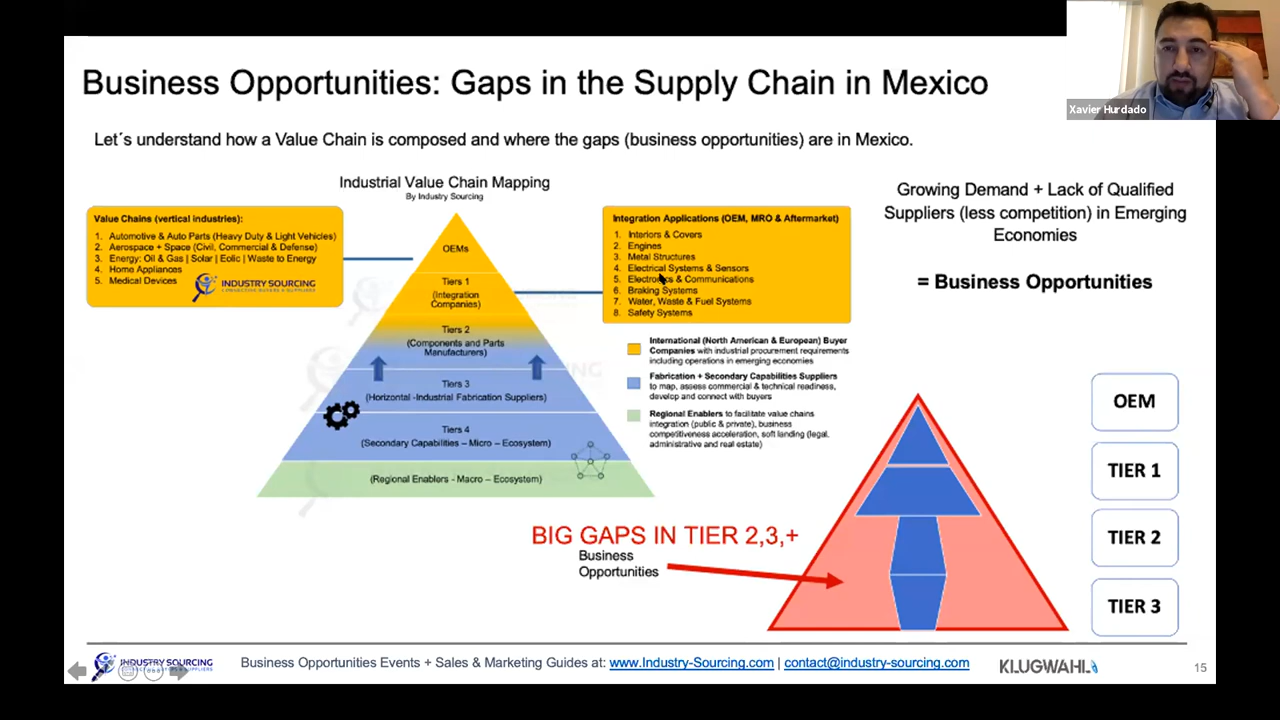 Xavier Hurdado
Business Opportunities: Gaps in the Supply Chain in Mexico
Let´s understand how a Value Chain is composed and where the gaps (business opportunities) are in Mexico.
Industrial Value Chain Mapping
By Industry Sourcing
Value Chains (vertical industries):
1. Automotive & Auto Parts (Heavy Duty & Light Vehicles)
2. Aerospace + Space (Civil, Commercial & Defense)
3. Energy: Oil & Gas | Solar | Eolic | Waste to Energy
4. Home Appliances
5. Medical Devices
INDUSTRY SOURCING
OEMs
Tiers 1
(Integration
Companies)
Tiers 2
(Components and Parts
Manufacturers)
Tiers 3
(Horizontal -Industrial Fabrication Suppliers)
Tiers 4
(Secondary Capabilities – Micro – Ecosystem)
(Regional Enablers - Macro – Ecosystem)
Integration Applications (OEM, MRO & Aftermarket)
1. Interiors & Covers
2. Engines
3. Metal Structures
4. Electrical Systems & Sensors
5. Electronics & Communications
6. Braking Systems
7. Water, Waste & Fuel Systems
8. Safety Systems
International (North American & European) Buyer
Companies with industrial procurement requirements
including operations in emerging economies
Fabrication + Secondary Capabilities Suppliers
to map, assess commercial & technical readiness,
develop and connect with buyers
Regional Enablers to facilitate value chains
integration (public & private), business
competitiveness acceleration, soft landing (legal,
administrative and real estate)
Growing Demand + Lack of Qualified
Suppliers (less competition) in Emerging
Economies
= Business Opportunities
OEM
TIER 1
TIER 2
TIER 3
BIG GAPS IN TIER 2,3,+
Business
Opportunities
INDUSTRY SOURCING
Business Opportunities Events + Sales & Marketing Guides at: www.Industry-Sourcing.com | contact@industry-sourcing.com
KLUGWAHL
15